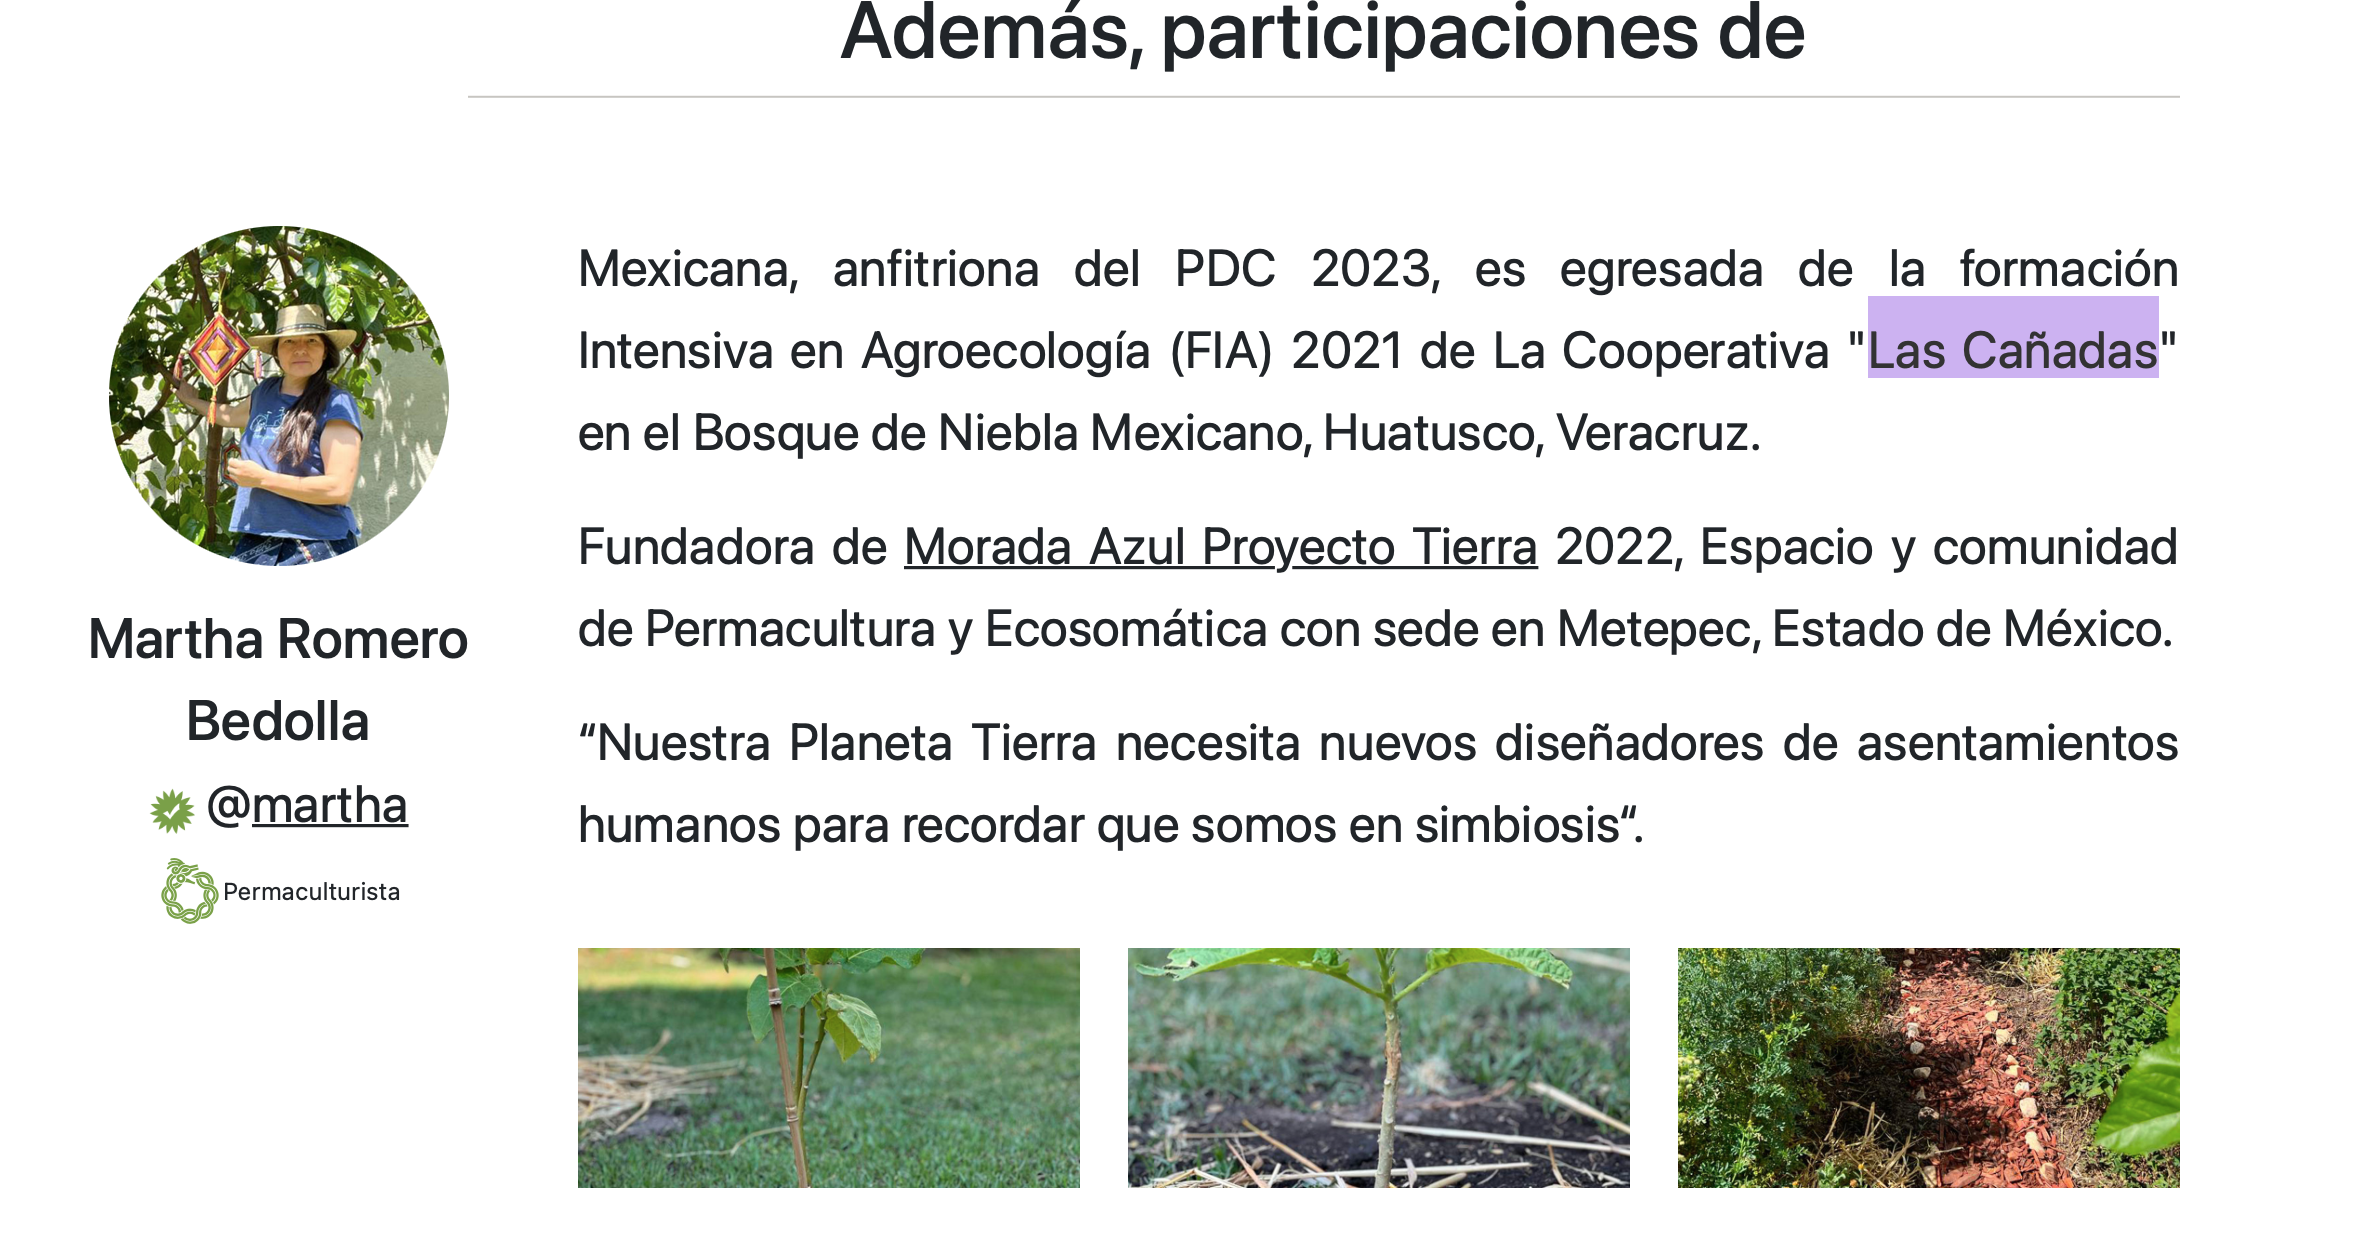 Además, participaciones de
Martha Romero
Bedolla
@martha
Permaculturista
Mexicana, anfitriona del PDC 2023, es egresada de la formación
Intensiva en Agroecología (FIA) 2021 de La Cooperativa "Las Cañadas"
en el Bosque de Niebla Mexicano, Huatusco, Veracruz.
Fundadora de Morada Azul Proyecto Tierra 2022, Espacio y comunidad
de Permacultura y Ecosomática con sede en Metepec, Estado de México.
“Nuestra Planeta Tierra necesita nuevos diseñadores de asentamientos
humanos para recordar que somos en simbiosis“.